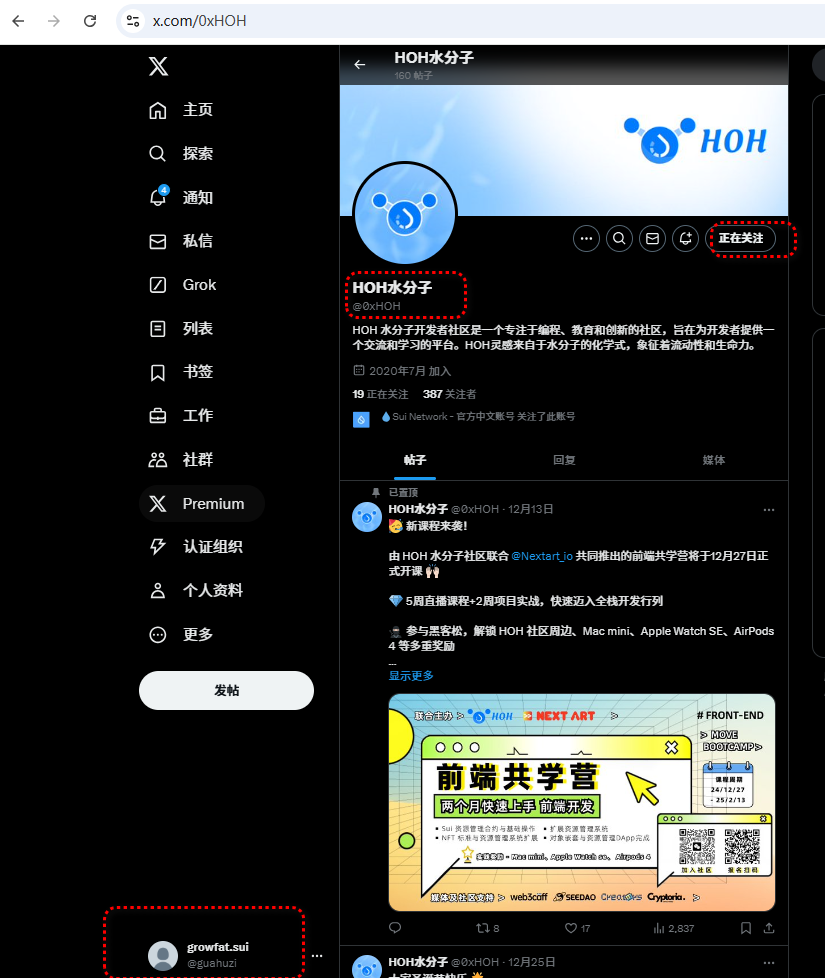 x.com/0xHOH
HOH水分子
160 帖子
主页
探索
4
通知
私信
Grok
列表
书签
工作
社群
Premium
认证组织
个人资料
更多
发帖
growfat.sui
@guahuzi
HOH
正在关注
HOH水分子
@0xHOH
HOH 水分子开发者社区是一个专注于编程、教育和创新的社区，旨在为开发者提供一
个交流和学习的平台。HOH灵感来自于水分子的化学式，象征着流动性和生命力。
2020年7月 加入
19 正在关注 387 关注者
💧Sui Network - 官方中文账号 关注了此账号
帖子 回复 媒体
已置顶
HOH水分子 @0xHOH · 12月13日
🥳 新课程来袭！
由 HOH 水分子社区联合 @Nextart_io 共同推出的前端共学营将于12月27日正
式开课 🙌🏻
💎 5周直播课程+2周项目实战，快速迈入全栈开发行列
🥷 参与黑客松，解锁 HOH 社区周边、Mac mini、Apple Watch SE、AirPods
4 等多重奖励
...
显示更多
联合主办 > HOH NEXT ART >
# FRONT-END
> MOVE
BOOTCAMP>
前端共学营
两个月快速上手 前端开发
课程周期
24/12/27
- 25/2/13
• Sui 资源管理合约与基础操作 • 扩展资源管理系统
• NFT 标准与资源管理系统扩展 • 对象嵌套与资源管理DApp完成
实践奖励 - Mac mini、Apple Watch se、Airpods 4
加入社区 报名扫码
媒体及社区支持 > web3caff SEEDAO Creators Cryptoria. >
8 17 2,837
HOH水分子 @0xHOH · 12月25日